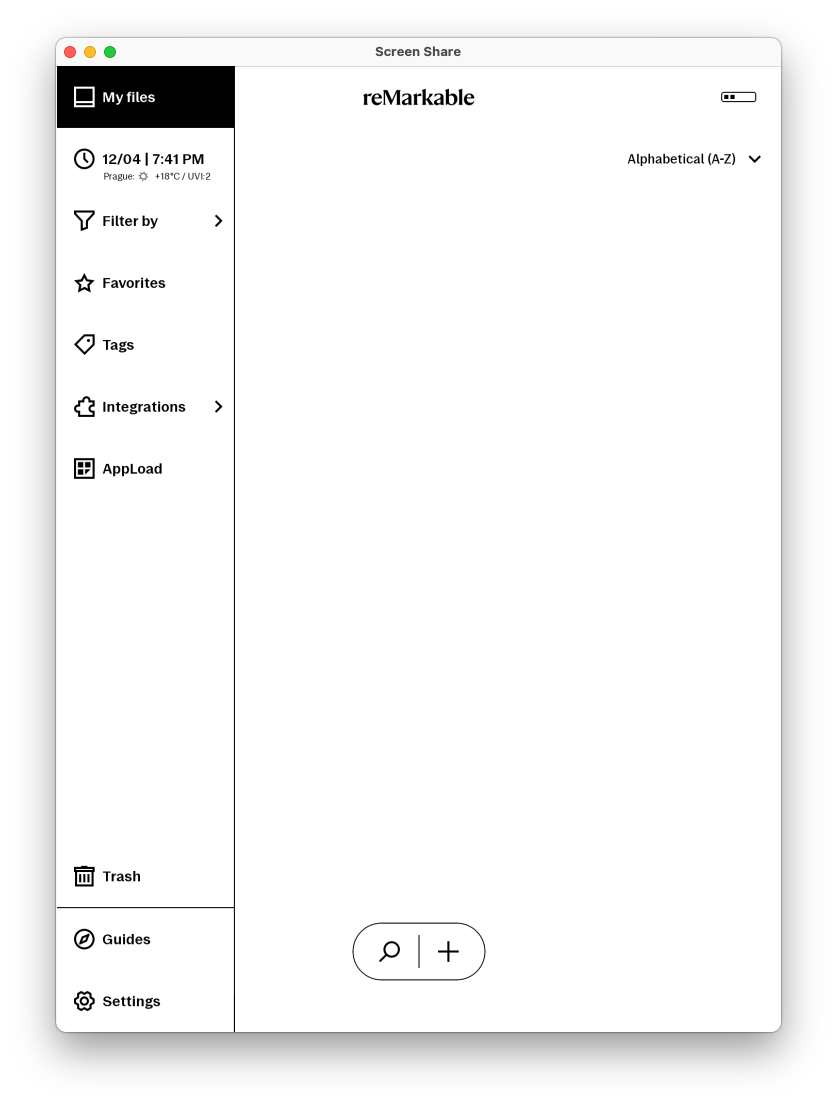 Screen Share
My files
reMarkable
12/04 | 7:41 PM
Prague: ☼ +18°C / UVI:2
Alphabetical (A-Z)
Filter by
Favorites
Tags
Integrations
AppLoad
Trash
Guides
Settings